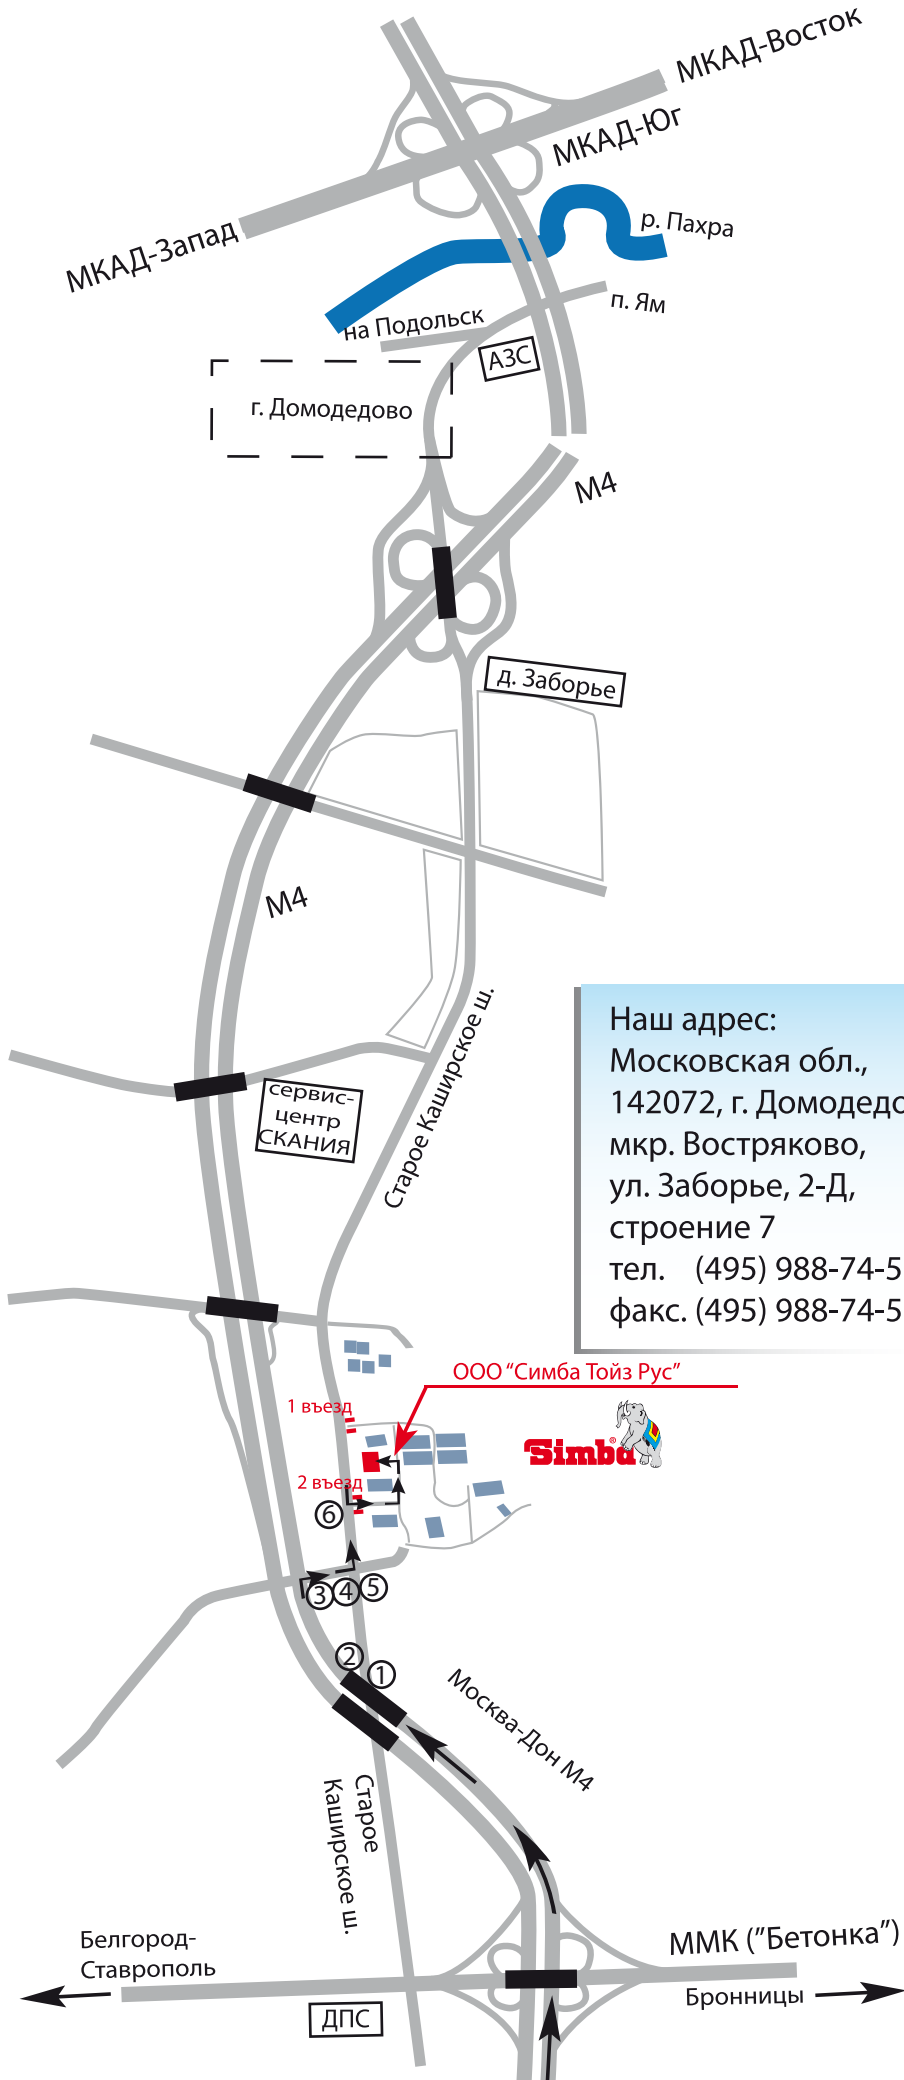 МКАД-Восток
МКАД-Юг
МКАД-Запад
р. Пахра
п. Ям
на Подольск
АЗС
г. Домодедово
М4
д. Заборье
М4
Старое Каширское ш.
сервис-
центр
СКАНИЯ
Наш адрес:
Московская обл.,
142072, г. Домодедо
мкр. Востряково,
ул. Заборье, 2-Д,
строение 7
тел. (495) 988-74-5
факс. (495) 988-74-5
ООО “Симба Тойз Рус”
1 въезд
Simba®
2 въезд
6
3 4 5
2
1
Москва-Дон М4
Старое
Каширское ш.
Белгород-
Ставрополь
ММК ("Бетонка")
Бронницы
ДПС